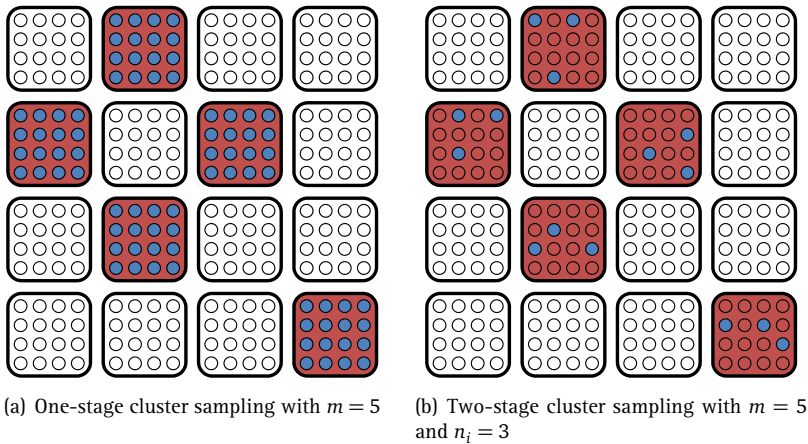 (a) One-stage cluster sampling with m = 5
(b) Two-stage cluster sampling with m = 5
and nᵢ = 3